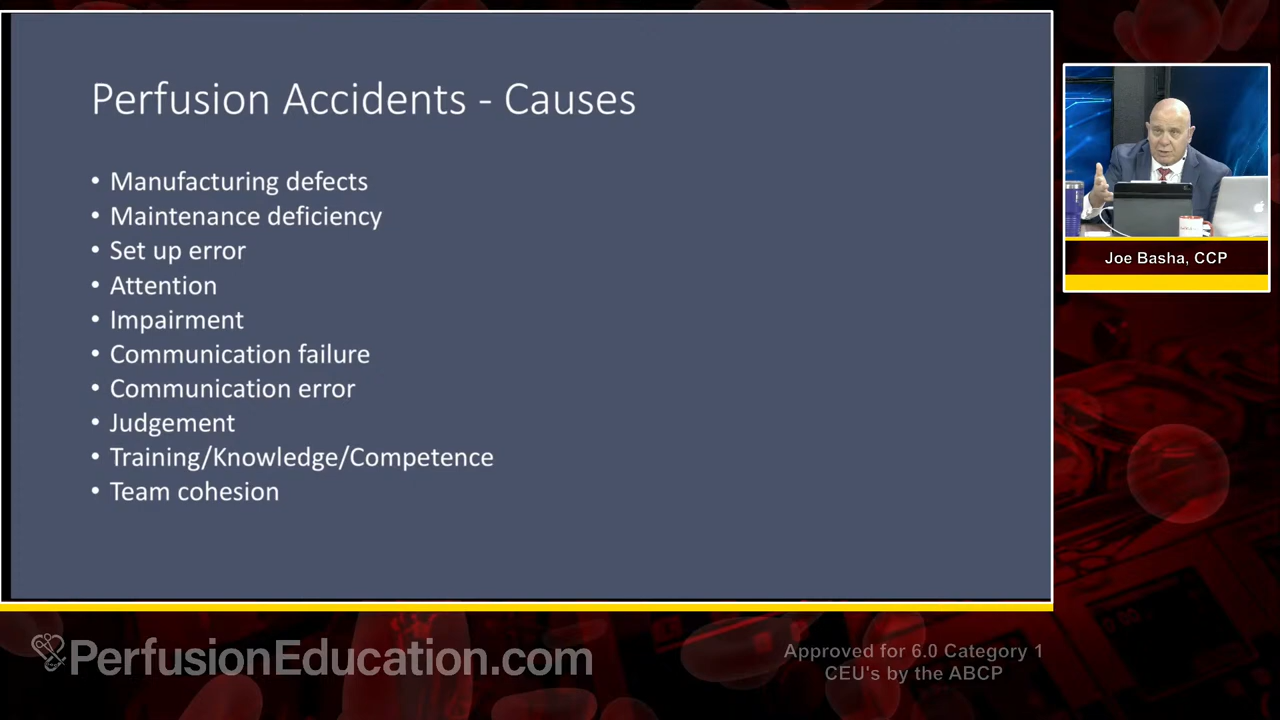 Perfusion Accidents - Causes
• Manufacturing defects
• Maintenance deficiency
• Set up error
• Attention
• Impairment
• Communication failure
• Communication error
• Judgement
• Training/Knowledge/Competence
• Team cohesion
Joe Basha, CCP
PerfusionEducation.com
Approved for 6.0 Category 1
CEU's by the ABCP